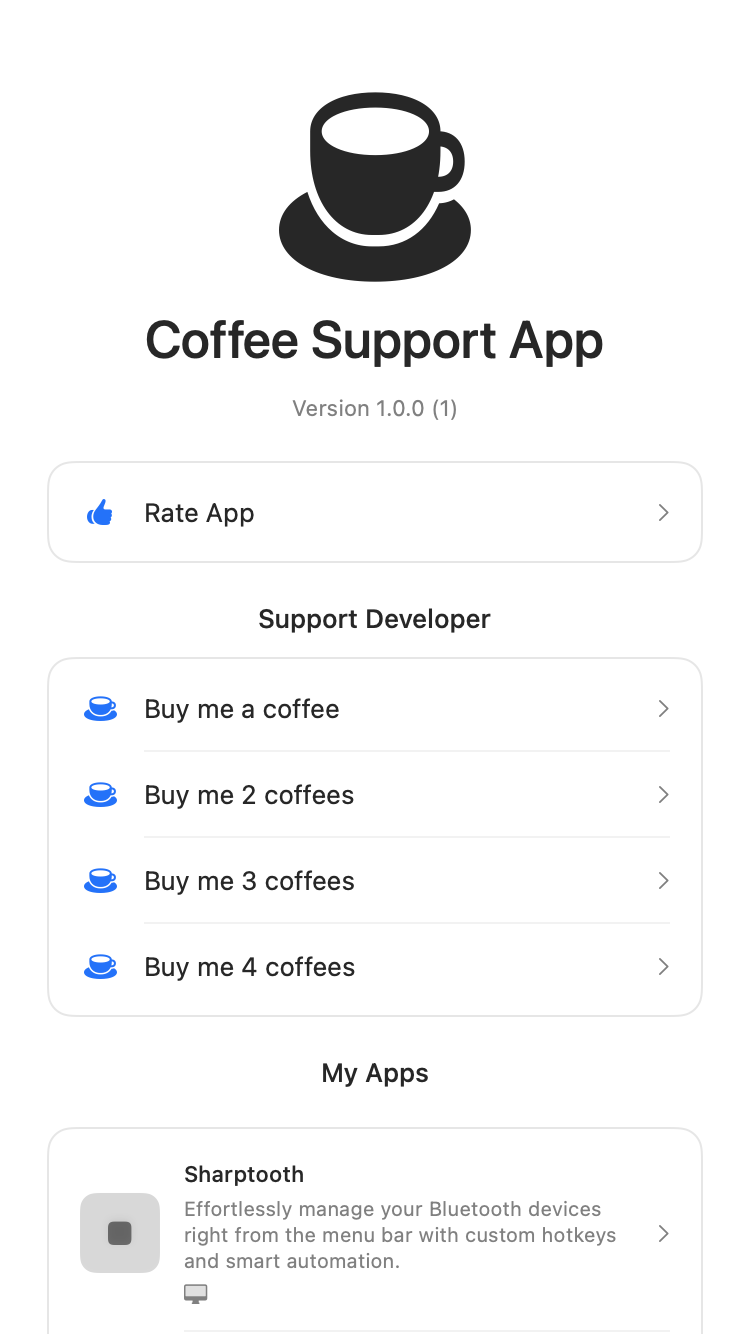 Coffee Support App
Version 1.0.0 (1)
Rate App
Support Developer
Buy me a coffee
Buy me 2 coffees
Buy me 3 coffees
Buy me 4 coffees
My Apps
Sharptooth
Effortlessly manage your Bluetooth devices
right from the menu bar with custom hotkeys
and smart automation.